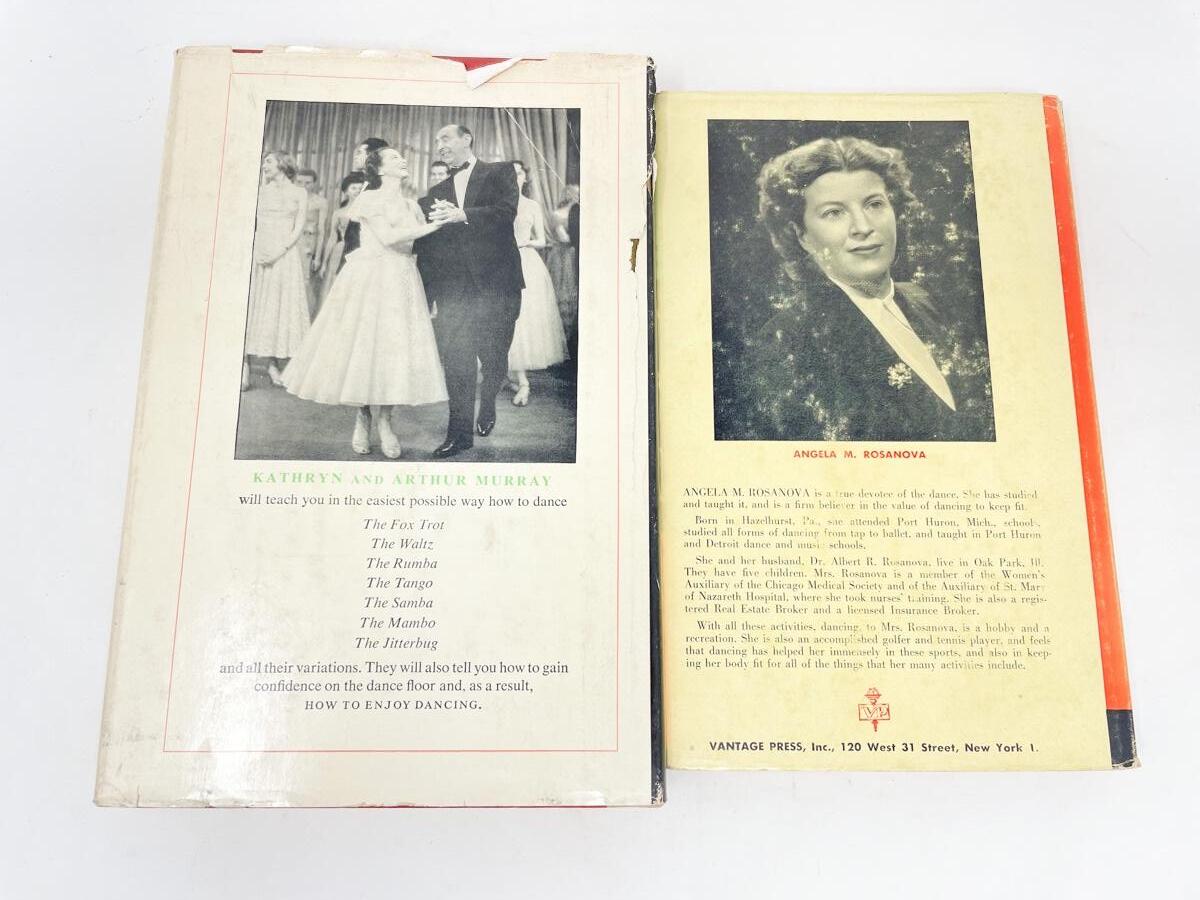 KATHRYN AND ARTHUR MURRAY
will teach you in the easiest possible way how to dance
The Fox Trot
The Waltz
The Rumba
The Tango
The Samba
The Mambo
The Jitterbug
and all their variations. They will also tell you how to gain
confidence on the dance floor and, as a result,
HOW TO ENJOY DANCING.
ANGELA M. ROSANOVA
ANGELA M. ROSANOVA is a true devotee of the dance. She has studied
and taught it, and is a firm believer in the value of dancing to keep fit.
Born in Hazelhurst, Pa., she attended Port Huron, Mich., schools,
studied all forms of dancing from tap to ballet, and taught in Port Huron
and Detroit dance and music schools.
She and her husband, Dr. Albert R. Rosanova, live in Oak Park, Ill.
They have five children. Mrs. Rosanova is a member of the Women's
Auxiliary of the Chicago Medical Society and of the Auxiliary of St. Mary
of Nazareth Hospital, where she took nurses' training. She is also a regis-
tered Real Estate Broker and a licensed Insurance Broker.
With all these activities, dancing, to Mrs. Rosanova, is a hobby and a
recreation. She is also an accomplished golfer and tennis player, and feels
that dancing has helped her immensely in these sports, and also in keep-
ing her body fit for all of the things that her many activities include.
VP
VANTAGE PRESS, Inc., 120 West 31 Street, New York 1.